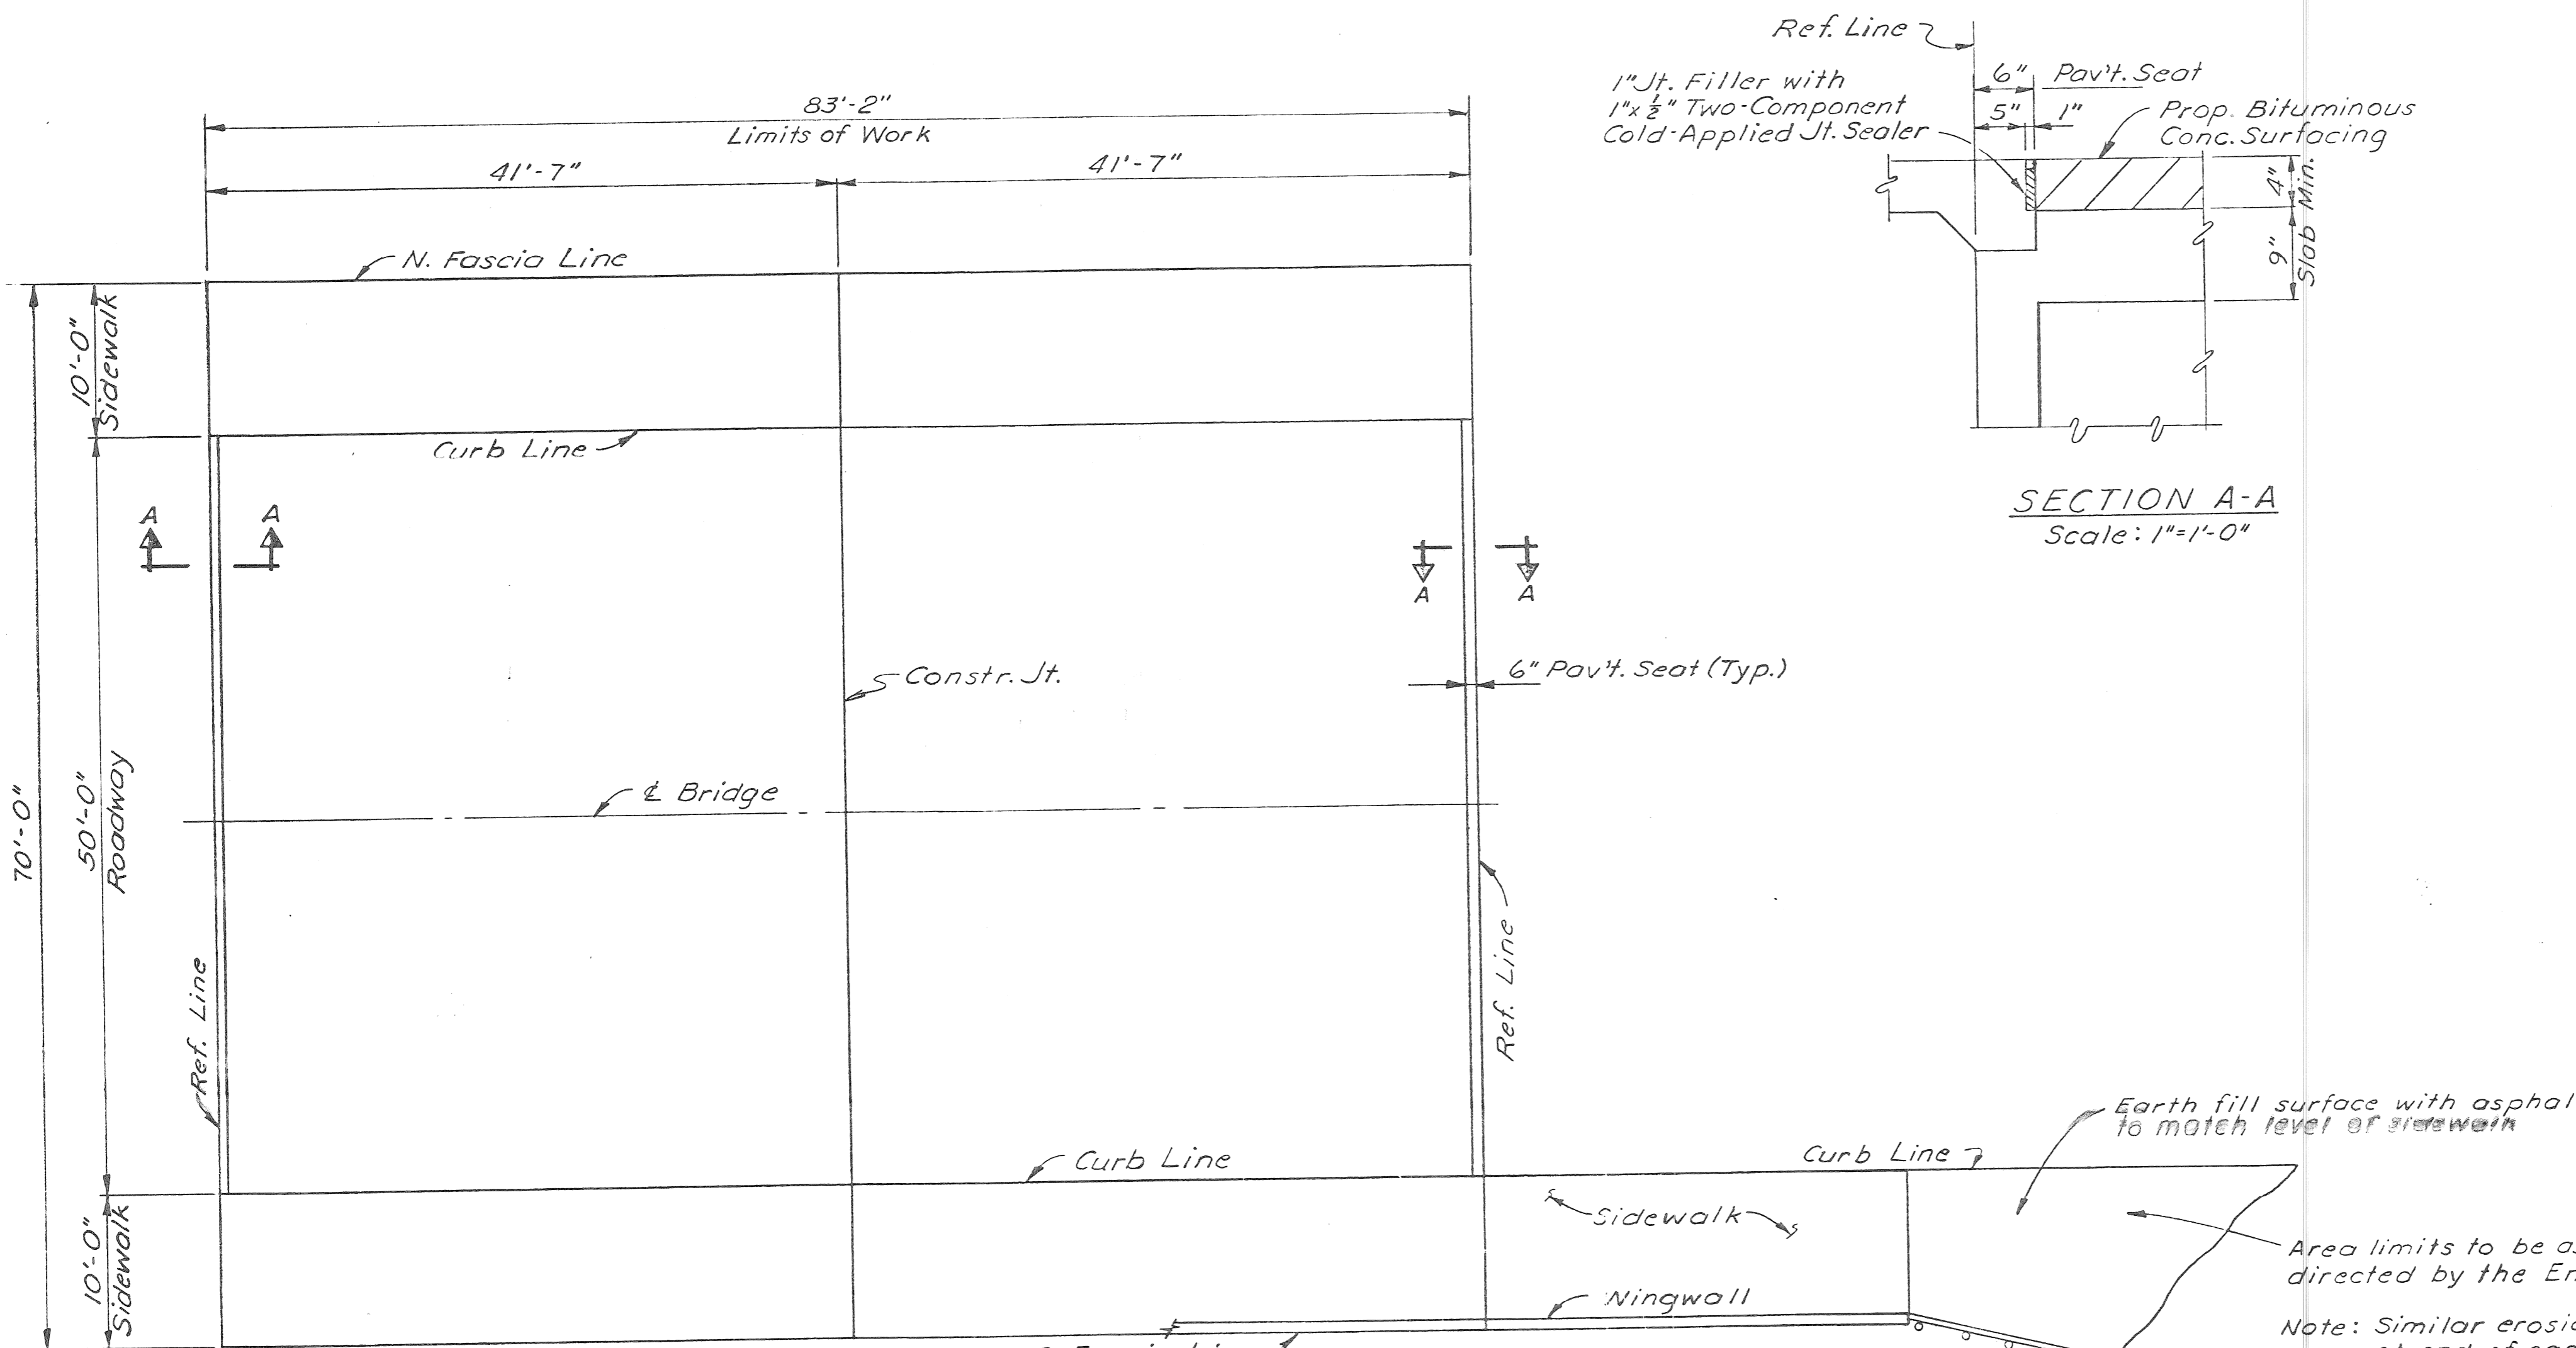 83'-2"
Limits of Work
41'-7"
41'-7"
N. Fascia Line
10'-0"
Sidewalk
Curb Line
A
A
A
A
Constr. Jt.
6" Pav't. Seat (Typ.)
70'-0"
50'-0"
Roadway
℄ Bridge
Ref. Line
Ref. Line
Curb Line
10'-0"
Sidewalk
Ref. Line
1" Jt. Filler with
1"x ½" Two-Component
Cold-Applied Jt. Sealer
6" Pav't. Seat
5" 1"
Prop. Bituminous
Conc. Surfacing
4"
Min.
9"
Slab
SECTION A-A
Scale: 1"=1'-0"
Earth fill surface with asphal
to match level of sidewalk
Curb Line
Sidewalk
Area limits to be a
directed by the
Wingwall
Note: Similar